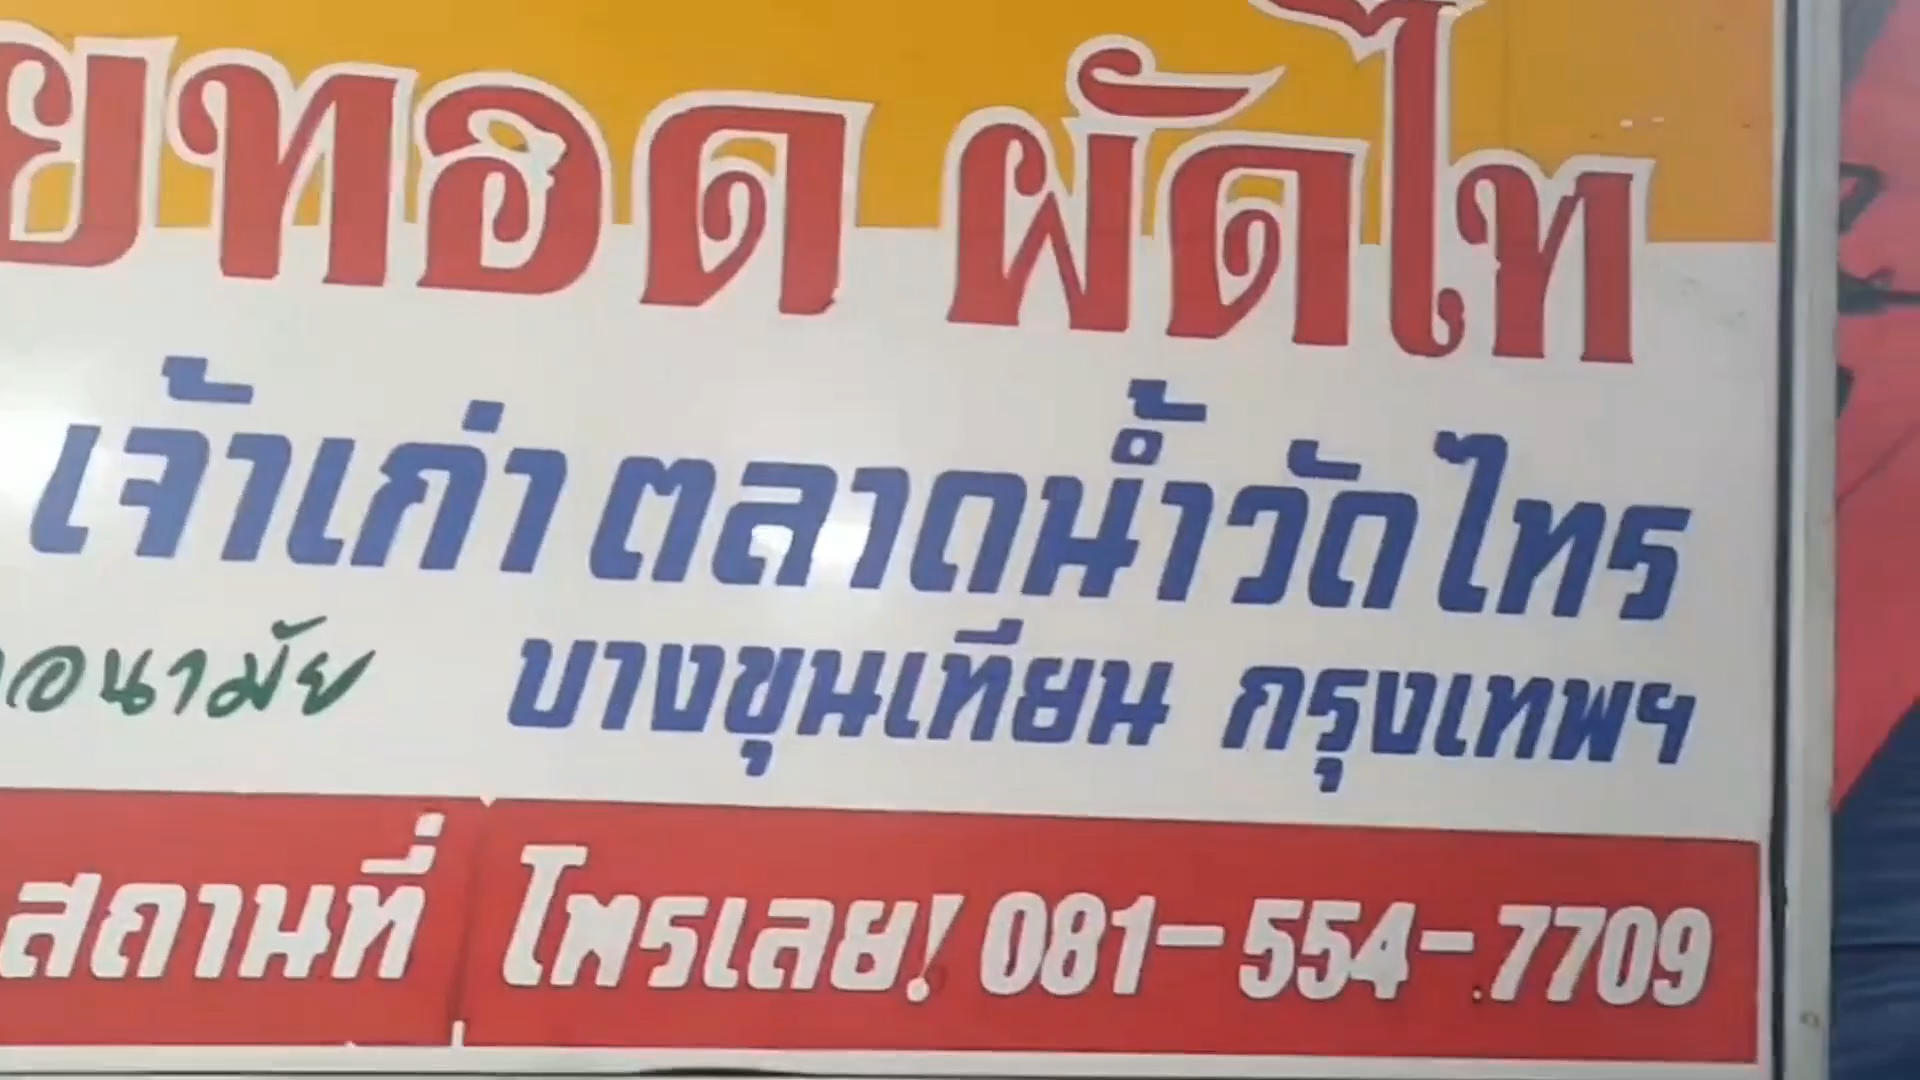 ยทอด ผัดไท
เจ้าเก่า ตลาดน้ำวัดไทร
อนามัย บางขุนเทียน กรุงเทพฯ
สถานที่ โทรเลย! 081-554-7709